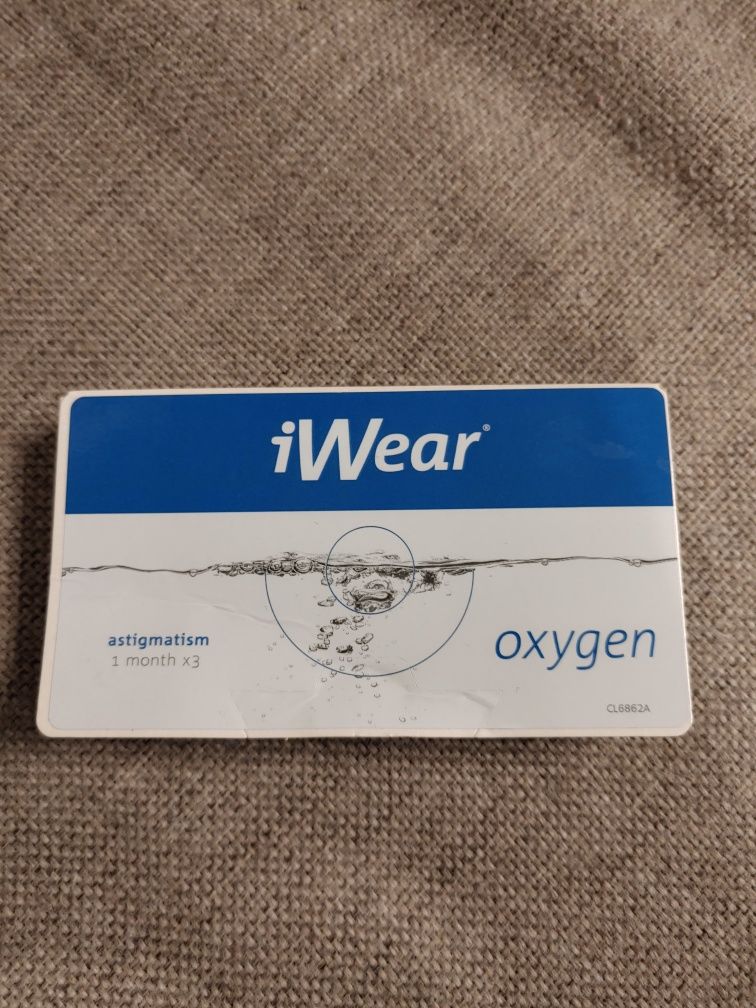 iWear®
astigmatism
1 month x3
oxygen
CL6862A